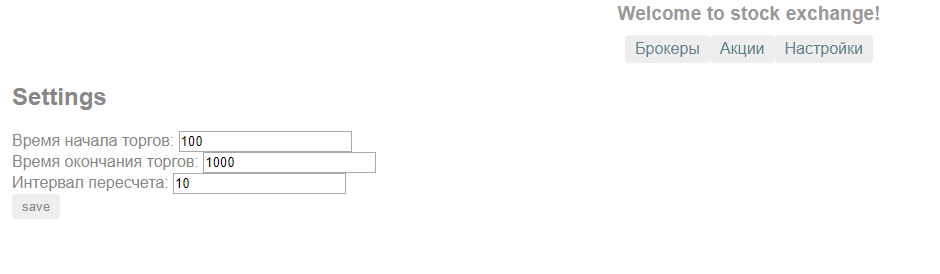 Welcome to stock exchange!
Брокеры Акции Настройки
Settings
Время начала торгов: 100
Время окончания торгов: 1000
Интервал пересчета: 10
save